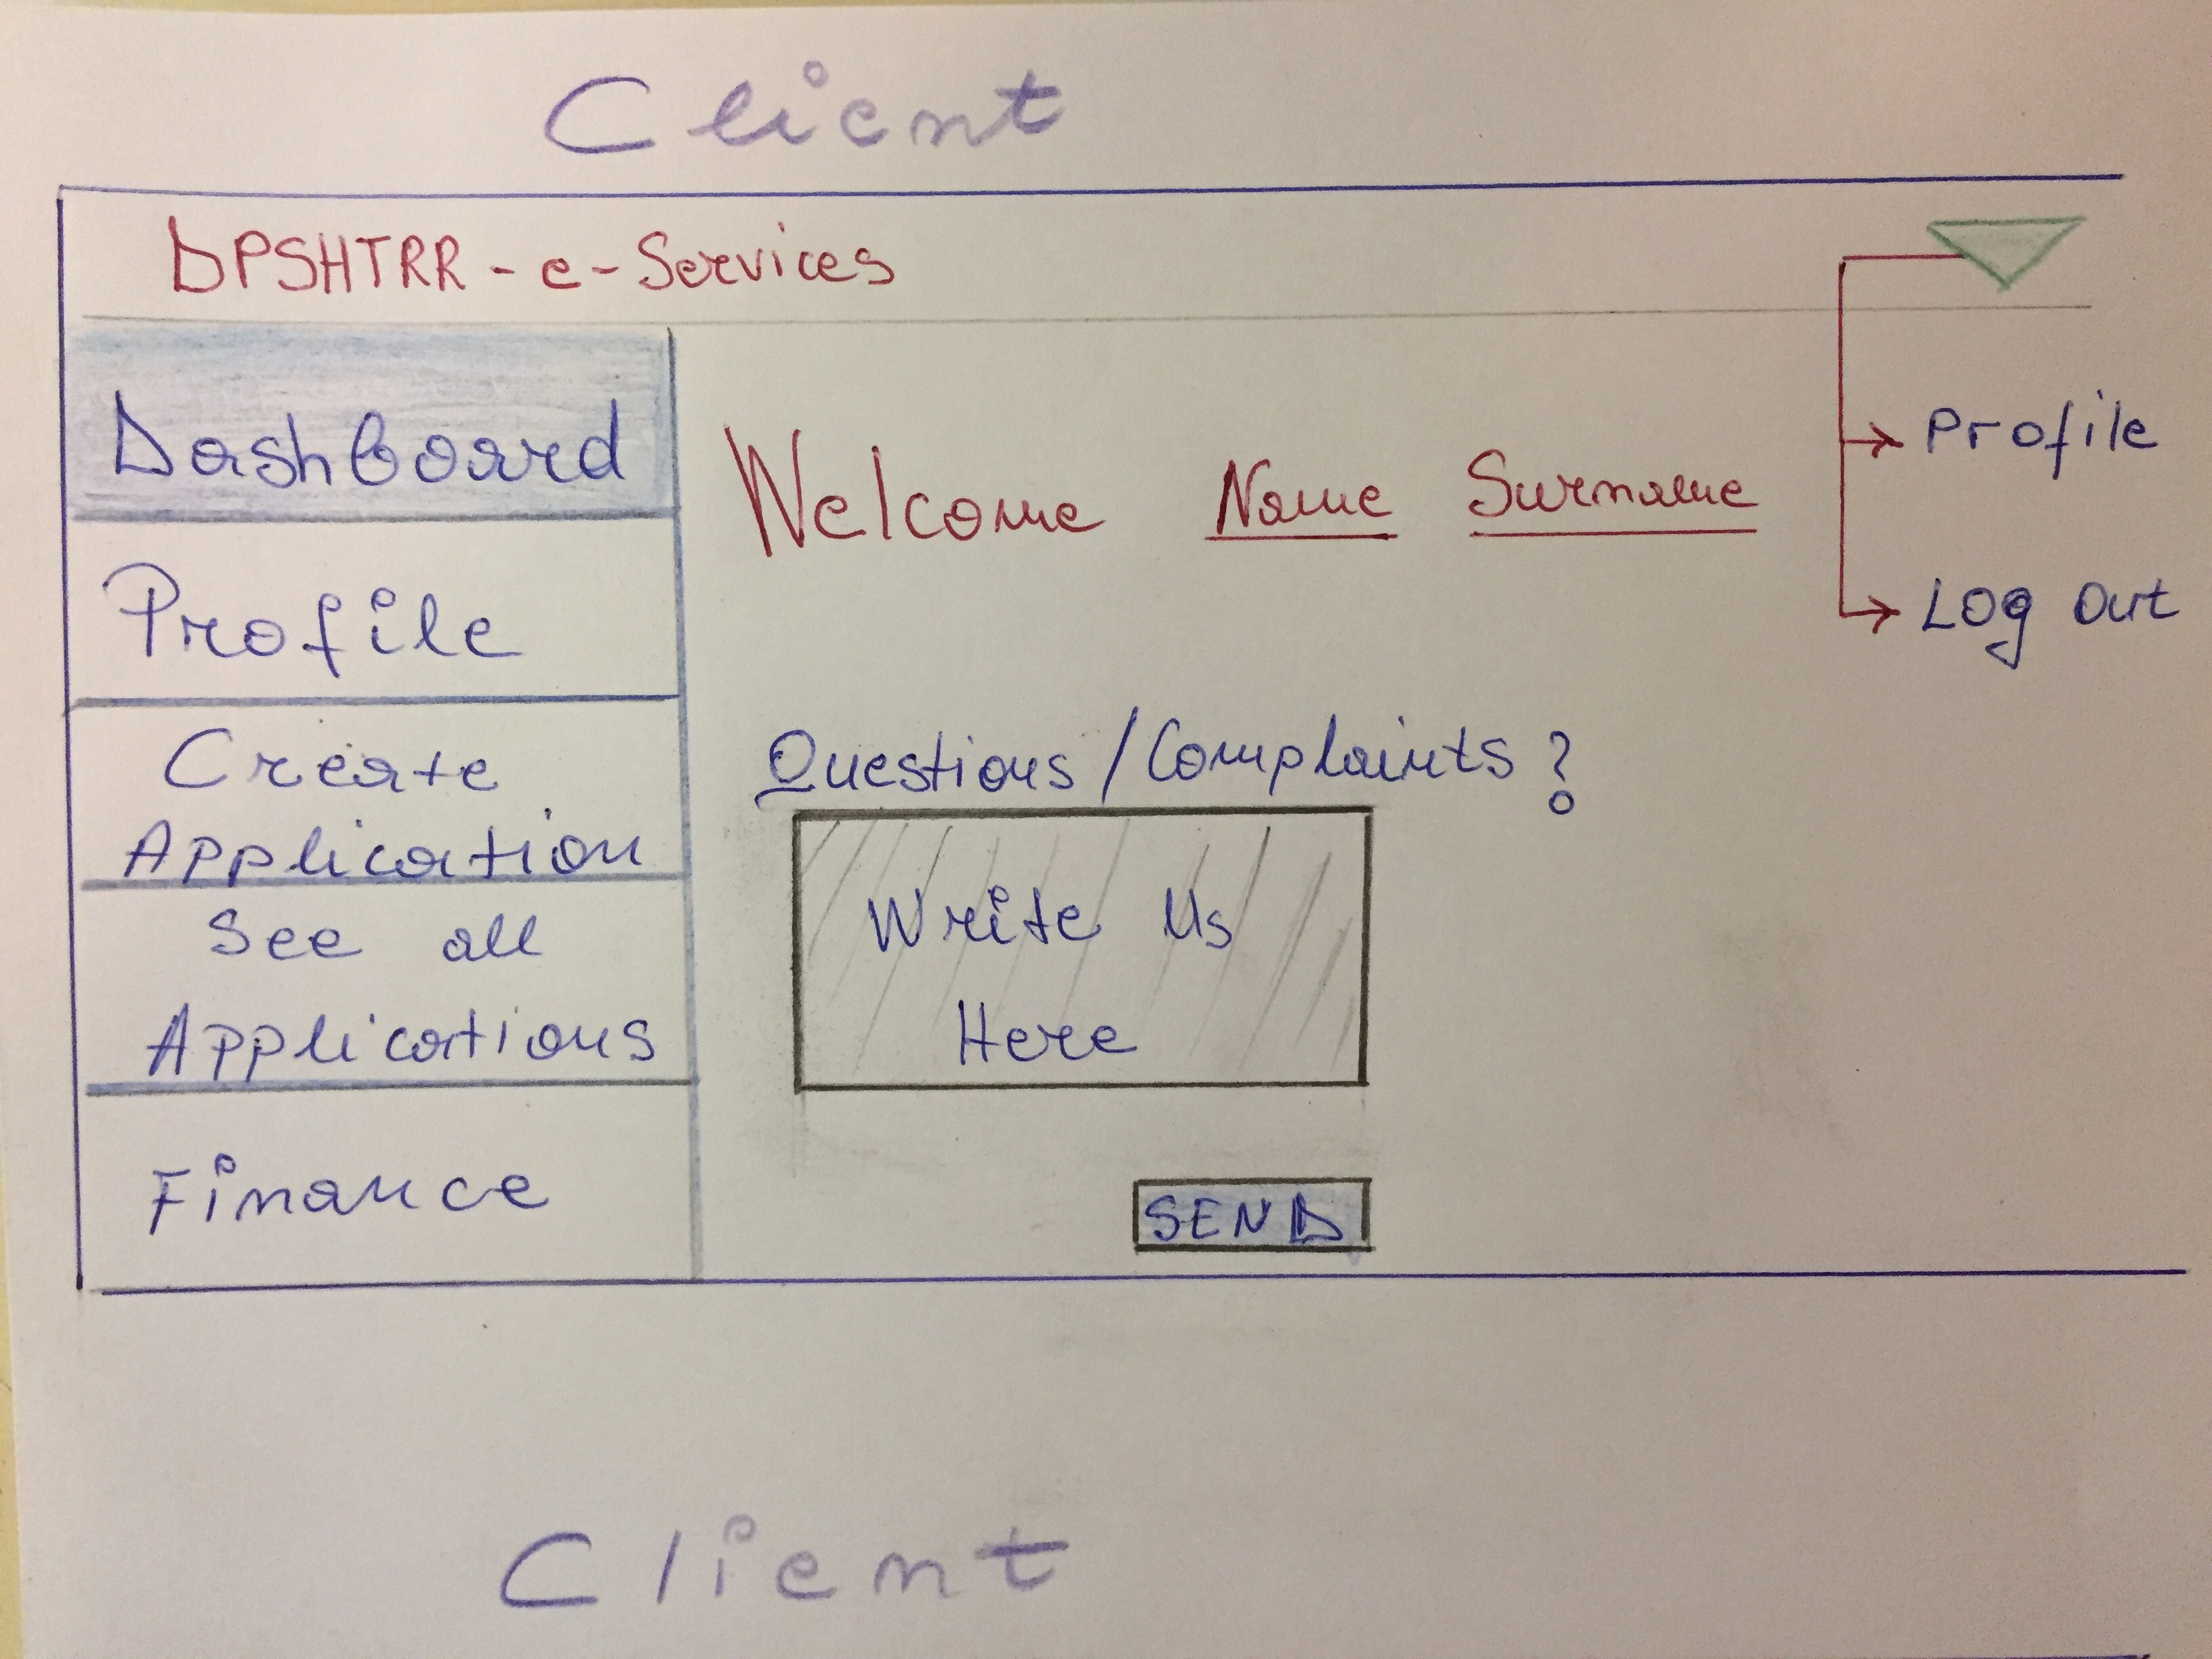 Client
DPSHTRR - e - Services
Dashboard
Profile
Create
Application
See all
Applications
Finance
Welcome Name Surname
Profile
Log out
Questions / Complaints ?
Write Us
Here
SEND
Client